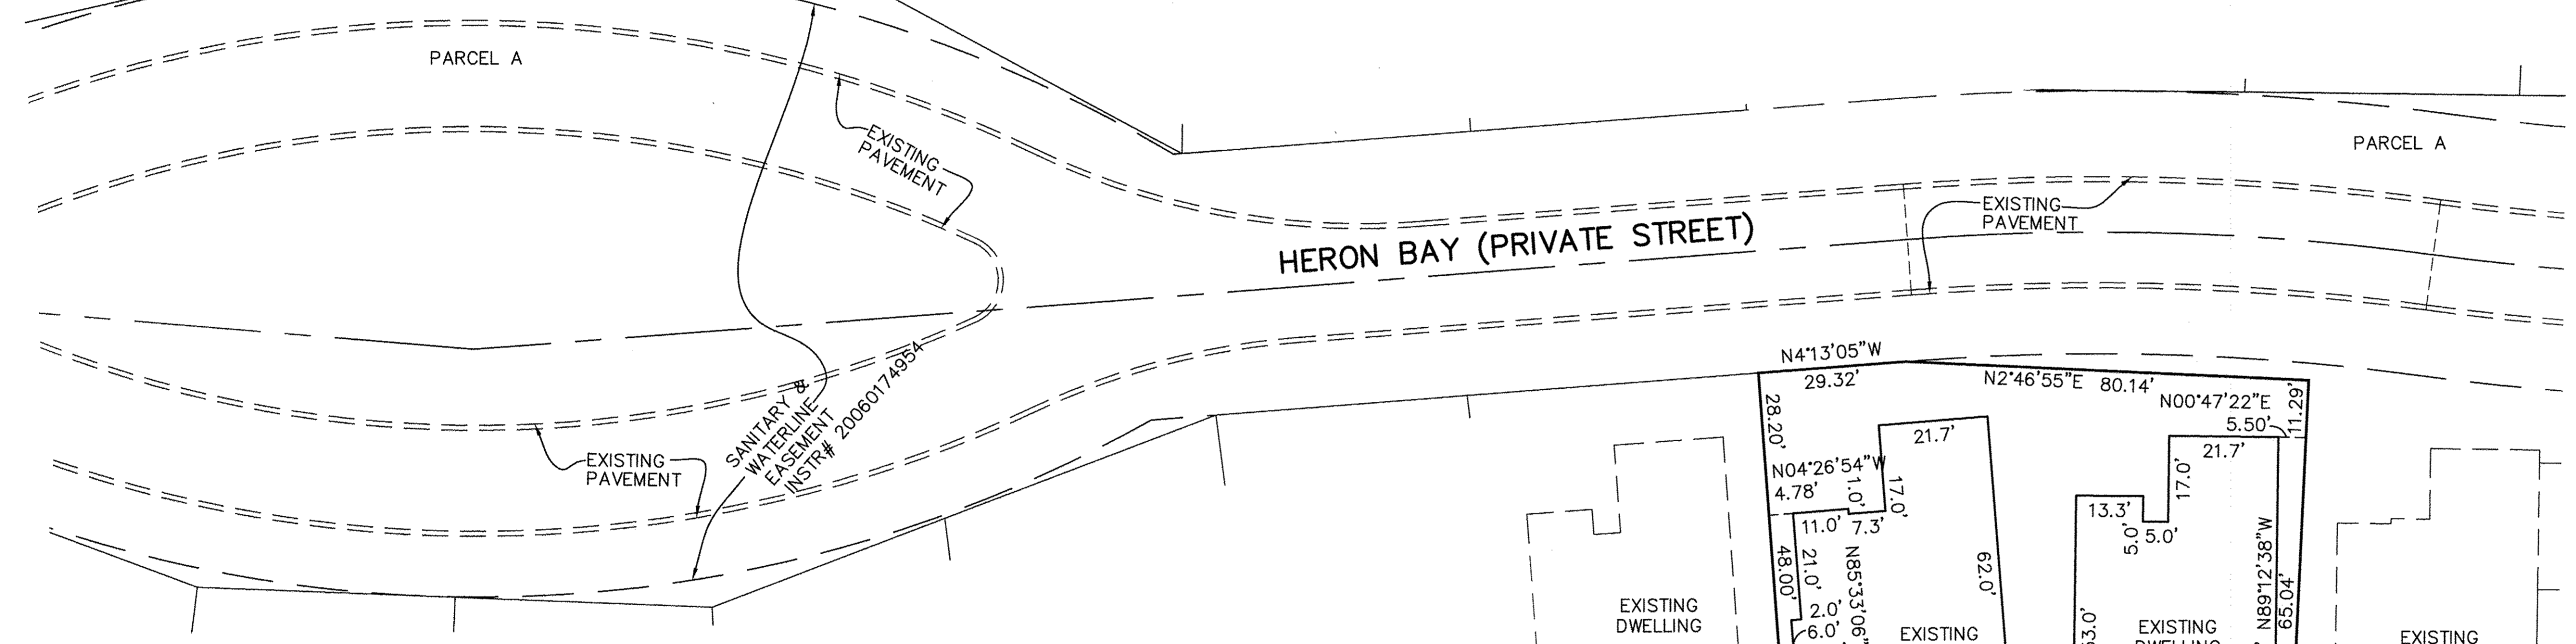 PARCEL A
EXISTING
PAVEMENT
PARCEL A
EXISTING
PAVEMENT
HERON BAY (PRIVATE STREET)
SANITARY &
WATERLINE
EASEMENT
INSTR# 20060174954
EXISTING
PAVEMENT
N4°13'05"W
29.32'
N2°46'55"E 80.14'
N00°47'22"E
5.50'
11.29'
28.20'
21.7'
21.7'
N04°26'54"W
4.78'
1.0'
17.0'
17.0'
11.0' 7.3'
13.3'
5.0'
5.0'
48.00'
21.0'
N85°33'06"
62.0'
2.0'
6.0'
N89°12'38"W
65.04'
EXISTING
DWELLING
EXISTING
EXISTING
DWELLING
EXISTING